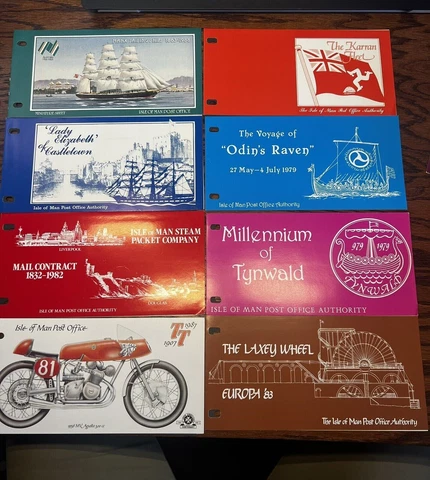 MINIATURE SHEET
ISLE OF MAN POST OFFICE
The Karran
Fleet
The Isle of Man Post Office Authority
'Lady
Elizabeth'
of
Castletown
Isle of Man Post Office Authority
The Voyage of
"Odin's Raven"
27 May–4 July 1979
Isle of Man Post Office Authority
ISLE OF MAN STEAM
PACKET COMPANY
LIVERPOOL
MAIL CONTRACT
1832-1982
DOUGLAS
ISLE OF MAN POST OFFICE AUTHORITY
Millennium
of
Tynwald
979 1979
TYNWALD
ISLE OF MAN POST OFFICE AUTHORITY
Isle of Man Post Office
TT
1987
1907
81
THE LAXEY WHEEL
EUROPA '83
The Isle of Man Post Office Authority